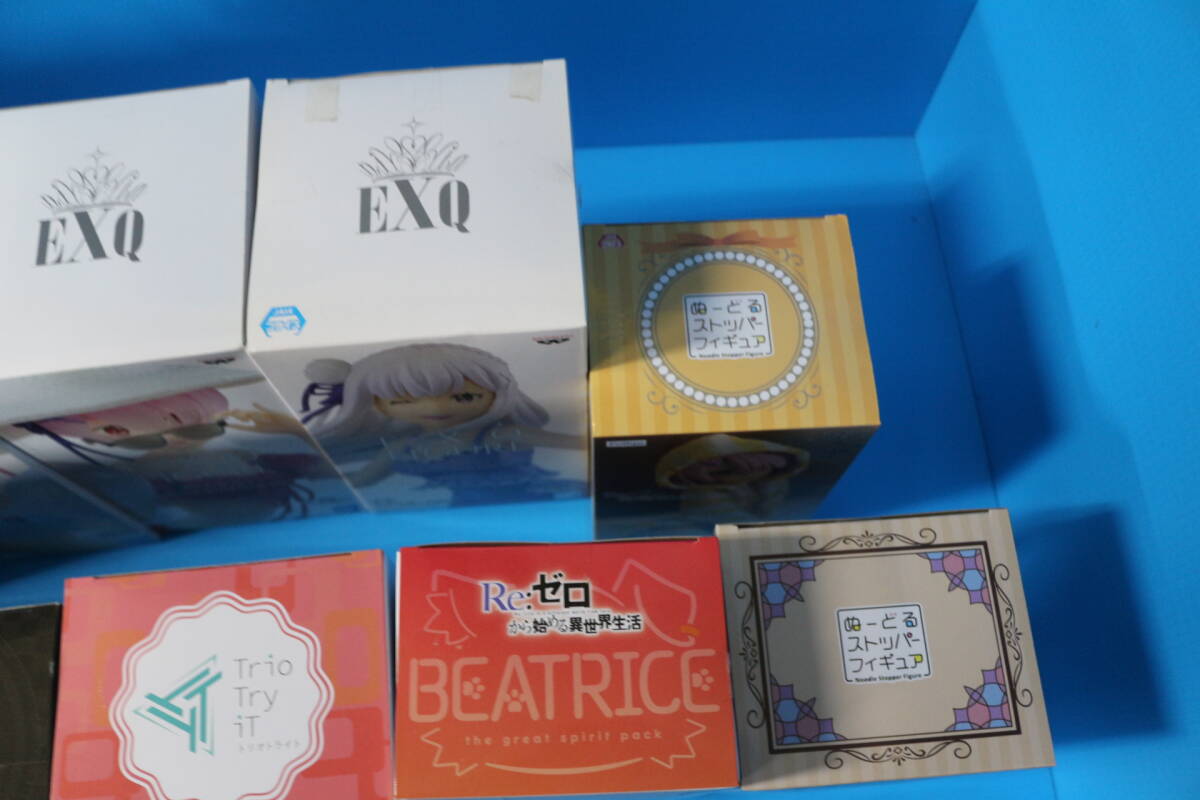 EXQ
EXQ
ぬーどる
ストッパー
フィギュア
Noodle Stopper Figure
Trio
Try
iT
トリオトライト
Re:ゼロ
から始める異世界生活
BEATRICE
the great spirit pack
ぬーどる
ストッパー
フィギュア
Noodle Stopper Figure